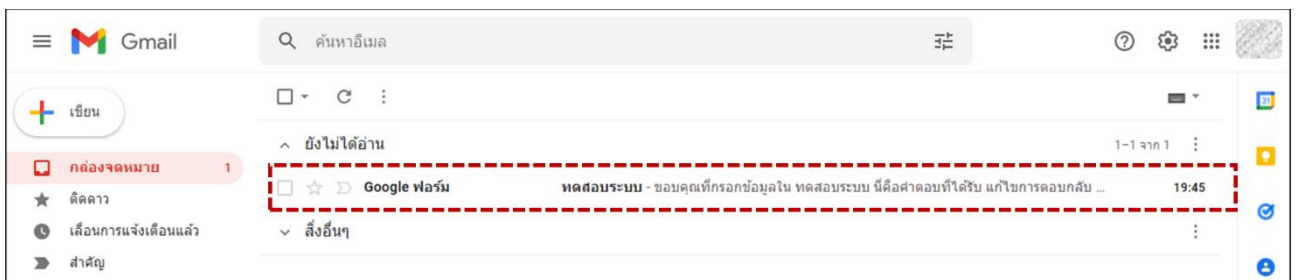 Gmail
ค้นหาอีเมล
เขียน
31
ยังไม่ได้อ่าน 1–1 จาก 1
กล่องจดหมาย 1
Google ฟอร์ม ทดสอบระบบ - ขอบคุณที่กรอกข้อมูลใน ทดสอบระบบ นี่คือคำตอบที่ได้รับ แก้ไขการตอบกลับ ... 19:45
ติดดาว
เลื่อนการแจ้งเตือนแล้ว
สิ่งอื่นๆ
สำคัญ